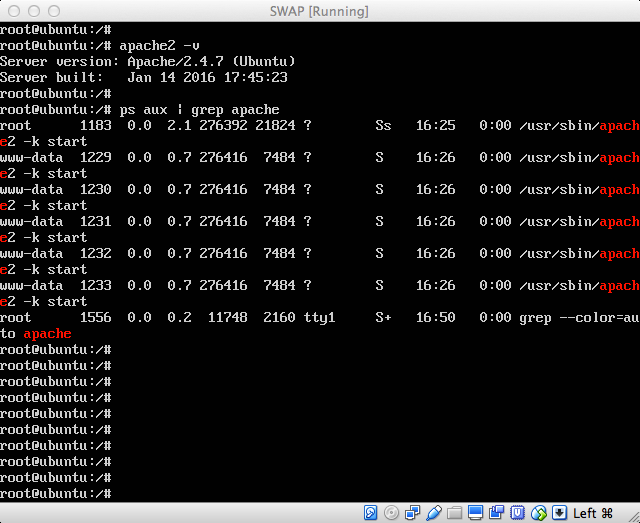 SWAP [Running]
root@ubuntu:/#
root@ubuntu:/# apache2 -v
Server version: Apache/2.4.7 (Ubuntu)
Server built:   Jan 14 2016 17:45:23
root@ubuntu:/#
root@ubuntu:/# ps aux | grep apache
root      1183  0.0  2.1 276392 21824 ?        Ss   16:25   0:00 /usr/sbin/apach
e2 -k start
www-data  1229  0.0  0.7 276416  7484 ?        S    16:26   0:00 /usr/sbin/apach
e2 -k start
www-data  1230  0.0  0.7 276416  7484 ?        S    16:26   0:00 /usr/sbin/apach
e2 -k start
www-data  1231  0.0  0.7 276416  7484 ?        S    16:26   0:00 /usr/sbin/apach
e2 -k start
www-data  1232  0.0  0.7 276416  7484 ?        S    16:26   0:00 /usr/sbin/apach
e2 -k start
www-data  1233  0.0  0.7 276416  7484 ?        S    16:26   0:00 /usr/sbin/apach
e2 -k start
root      1556  0.0  0.2  11748  2160 tty1     S+   16:50   0:00 grep --color=au
to apache
root@ubuntu:/#
root@ubuntu:/#
root@ubuntu:/#
root@ubuntu:/#
root@ubuntu:/#
root@ubuntu:/#
root@ubuntu:/#
root@ubuntu:/#
root@ubuntu:/#
root@ubuntu:/#
Left ⌘